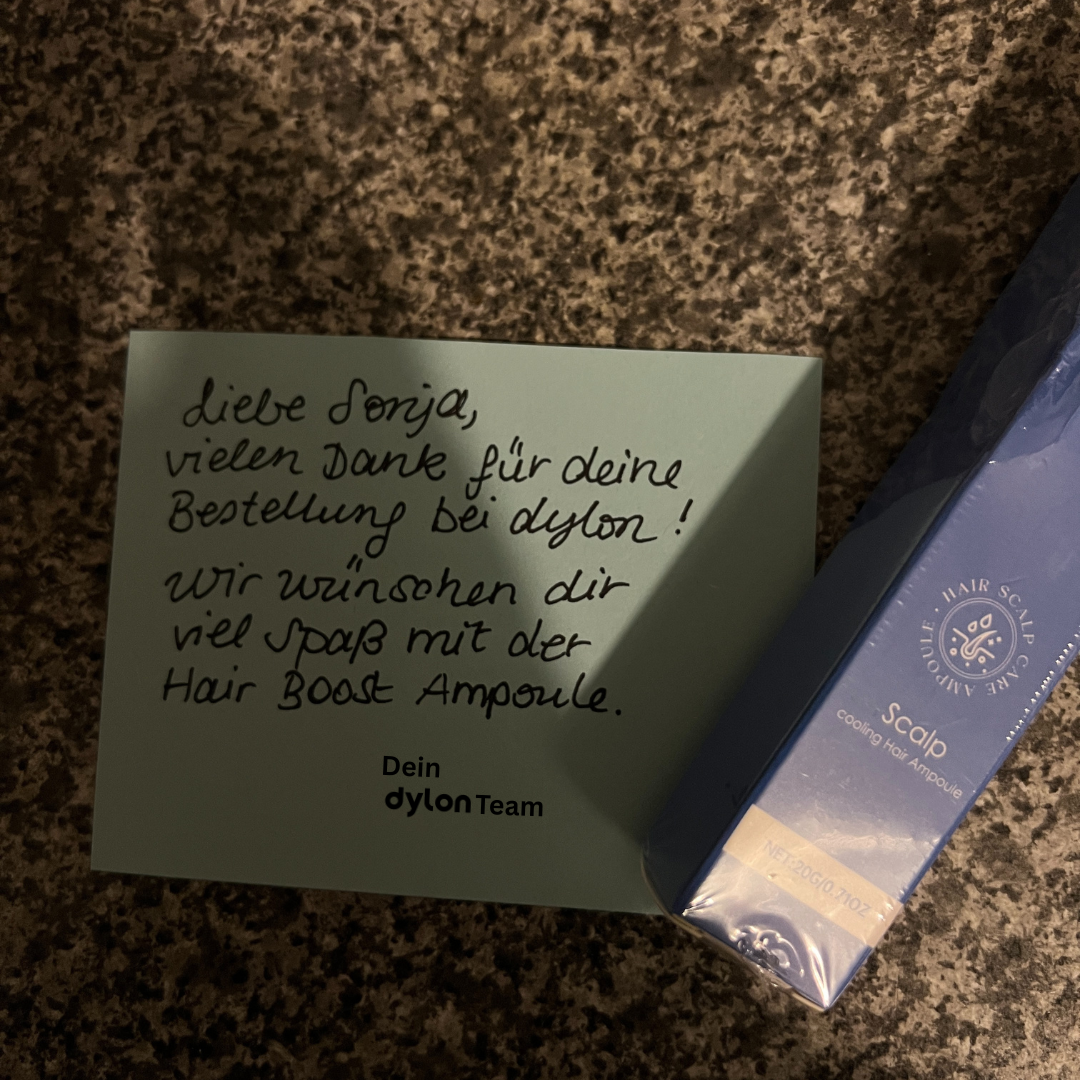 Liebe Sonja,
vielen Dank für deine
Bestellung bei dylon!
Wir wünschen dir
viel Spaß mit der
Hair Boost Ampoule.
Dein
dylon Team
HAIR SCALP CARE AMPOULE
Scalp
cooling Hair Ampoule
NET:20G/0.71OZ